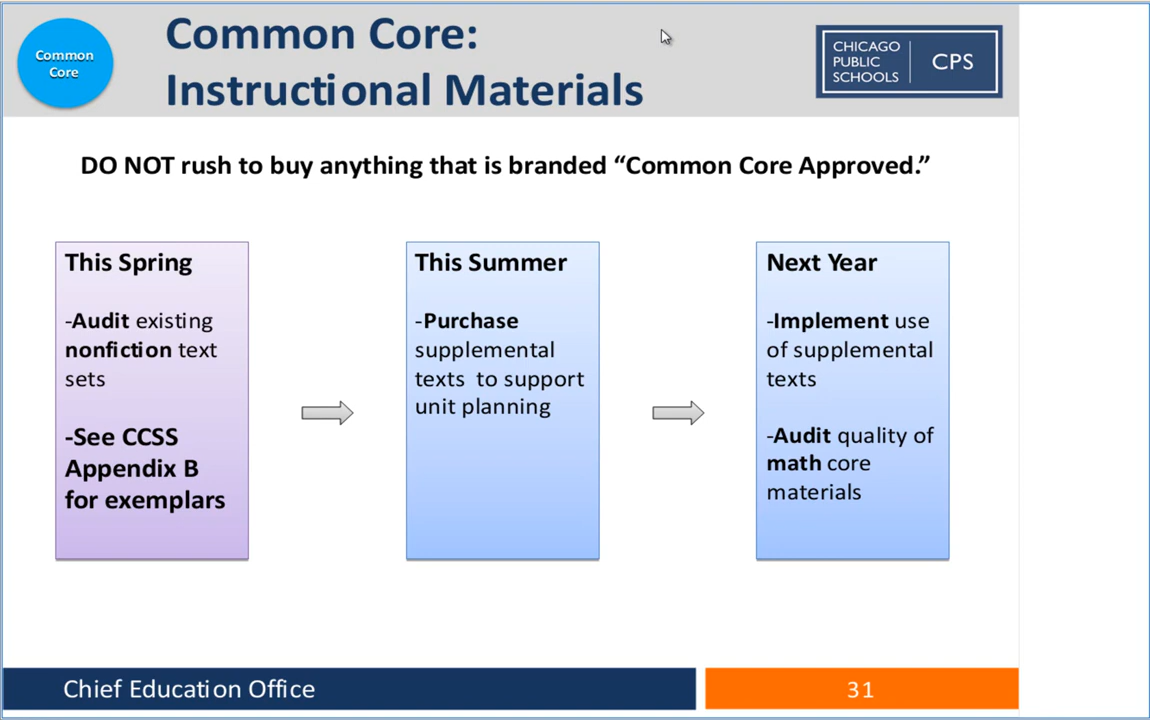 Common
Core
Common Core:
Instructional Materials
CHICAGO
PUBLIC
SCHOOLS
CPS
DO NOT rush to buy anything that is branded “Common Core Approved.”
This Spring
-Audit existing
nonfiction text
sets
-See CCSS
Appendix B
for exemplars
This Summer
-Purchase
supplemental
texts to support
unit planning
Next Year
-Implement use
of supplemental
texts
-Audit quality of
math core
materials
Chief Education Office
31